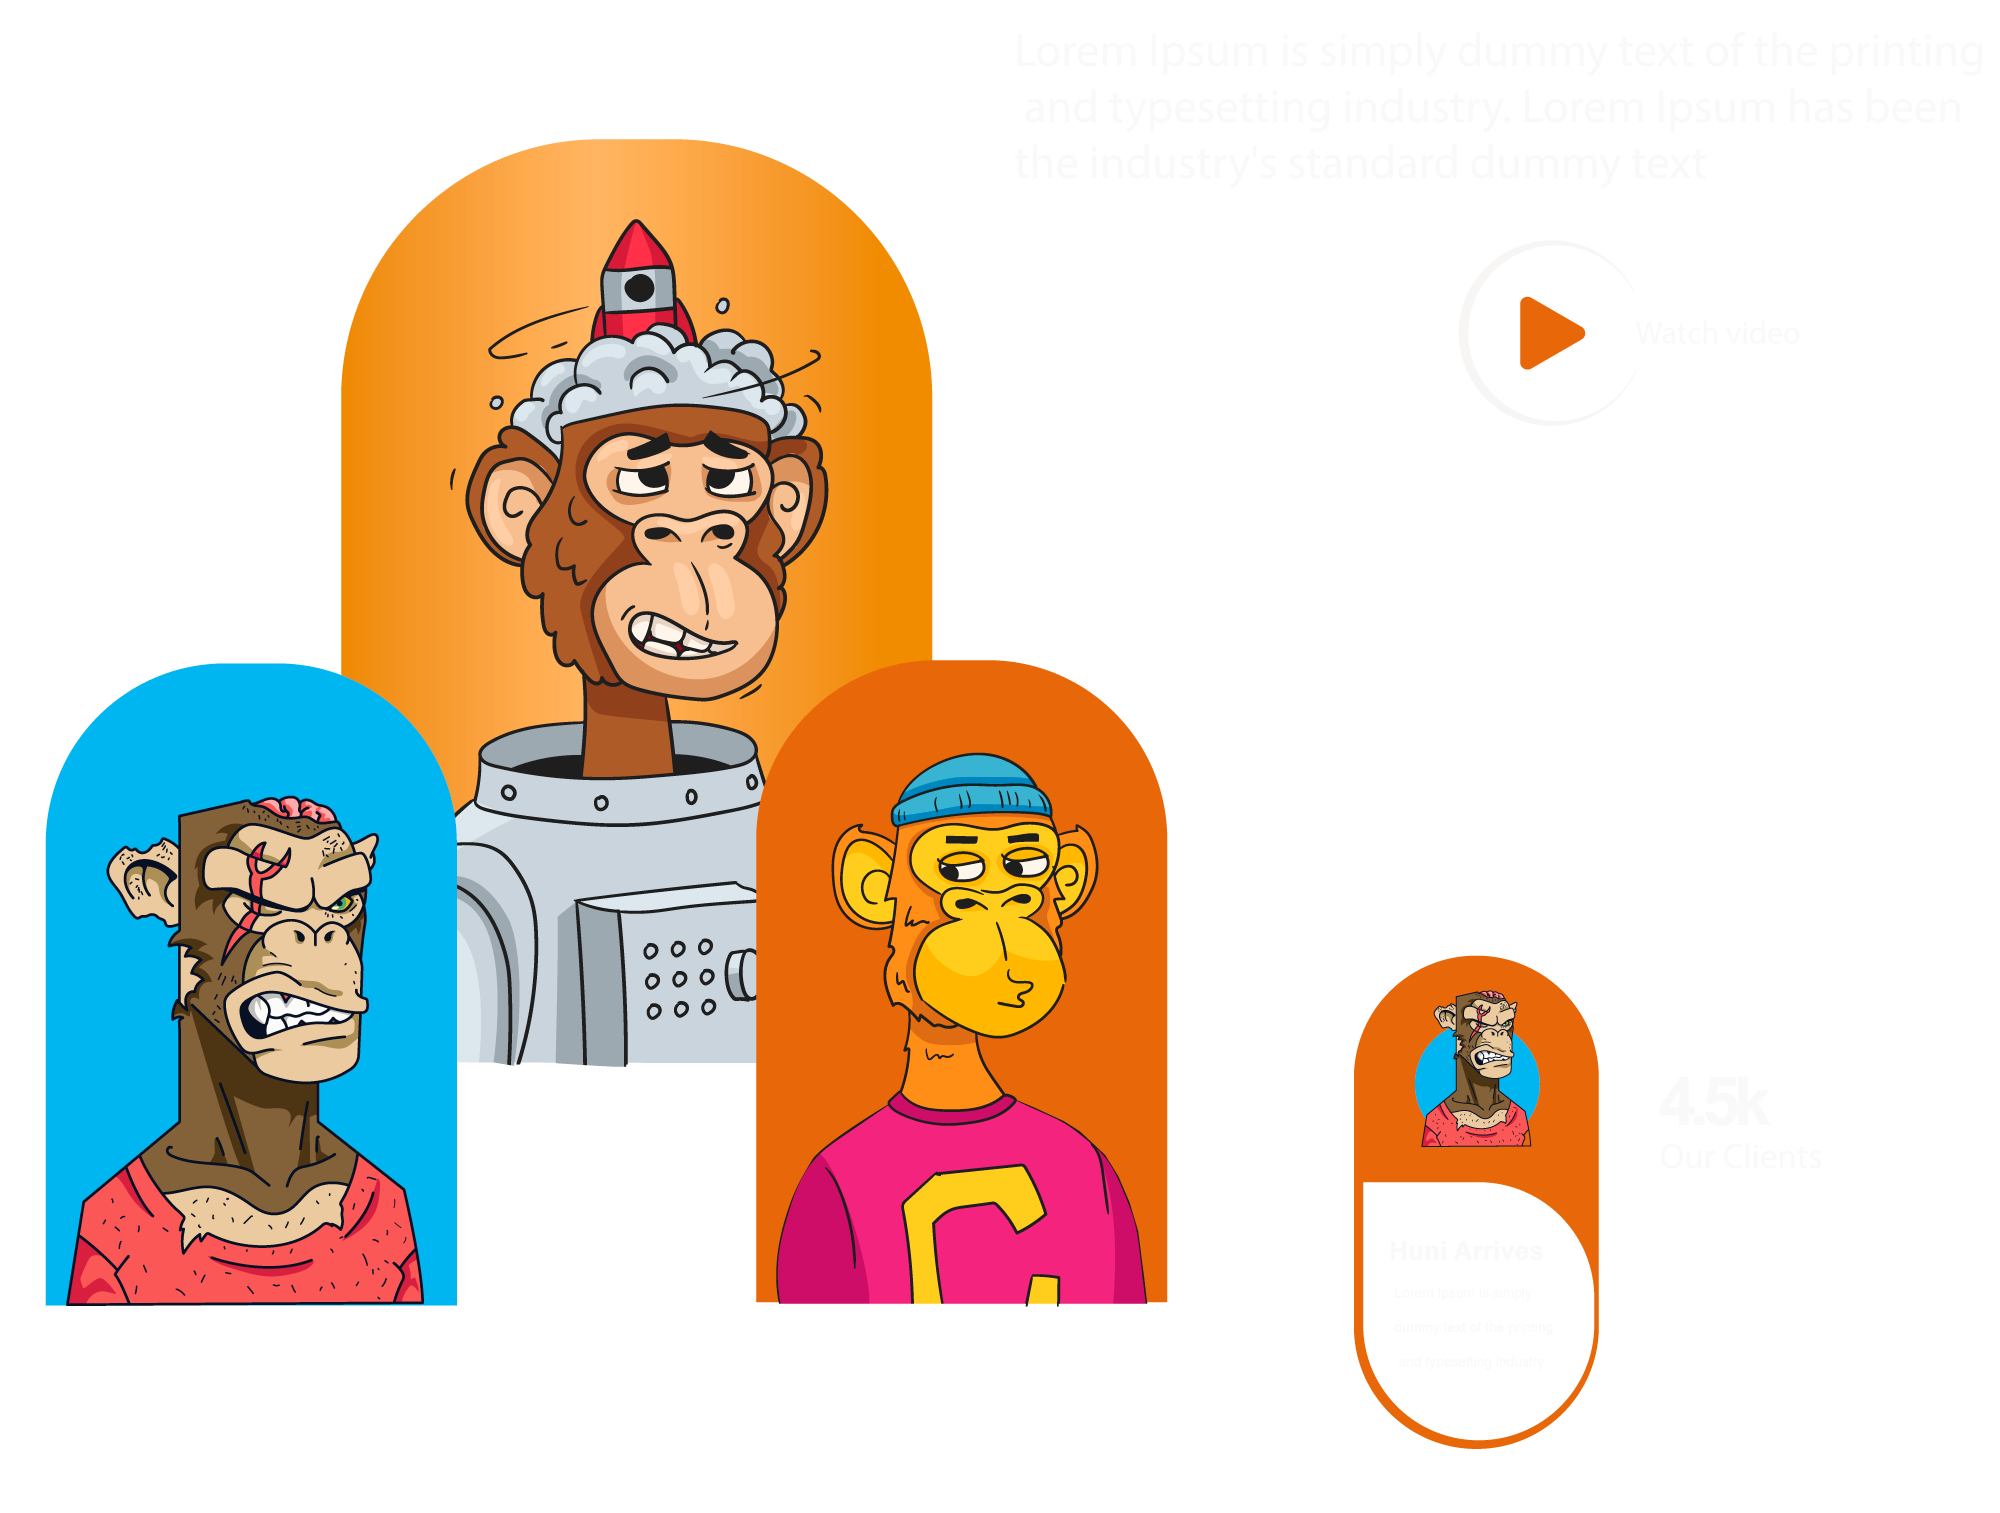 Lorem Ipsum is simply dummy text of the printing
and typesetting industry. Lorem Ipsum has been
the industry's standard dummy text
Watch video
4.5k
Our Clients
Huni Arrives
Lorem Ipsum is simply
dummy text of the printing
and typesetting industry.
C